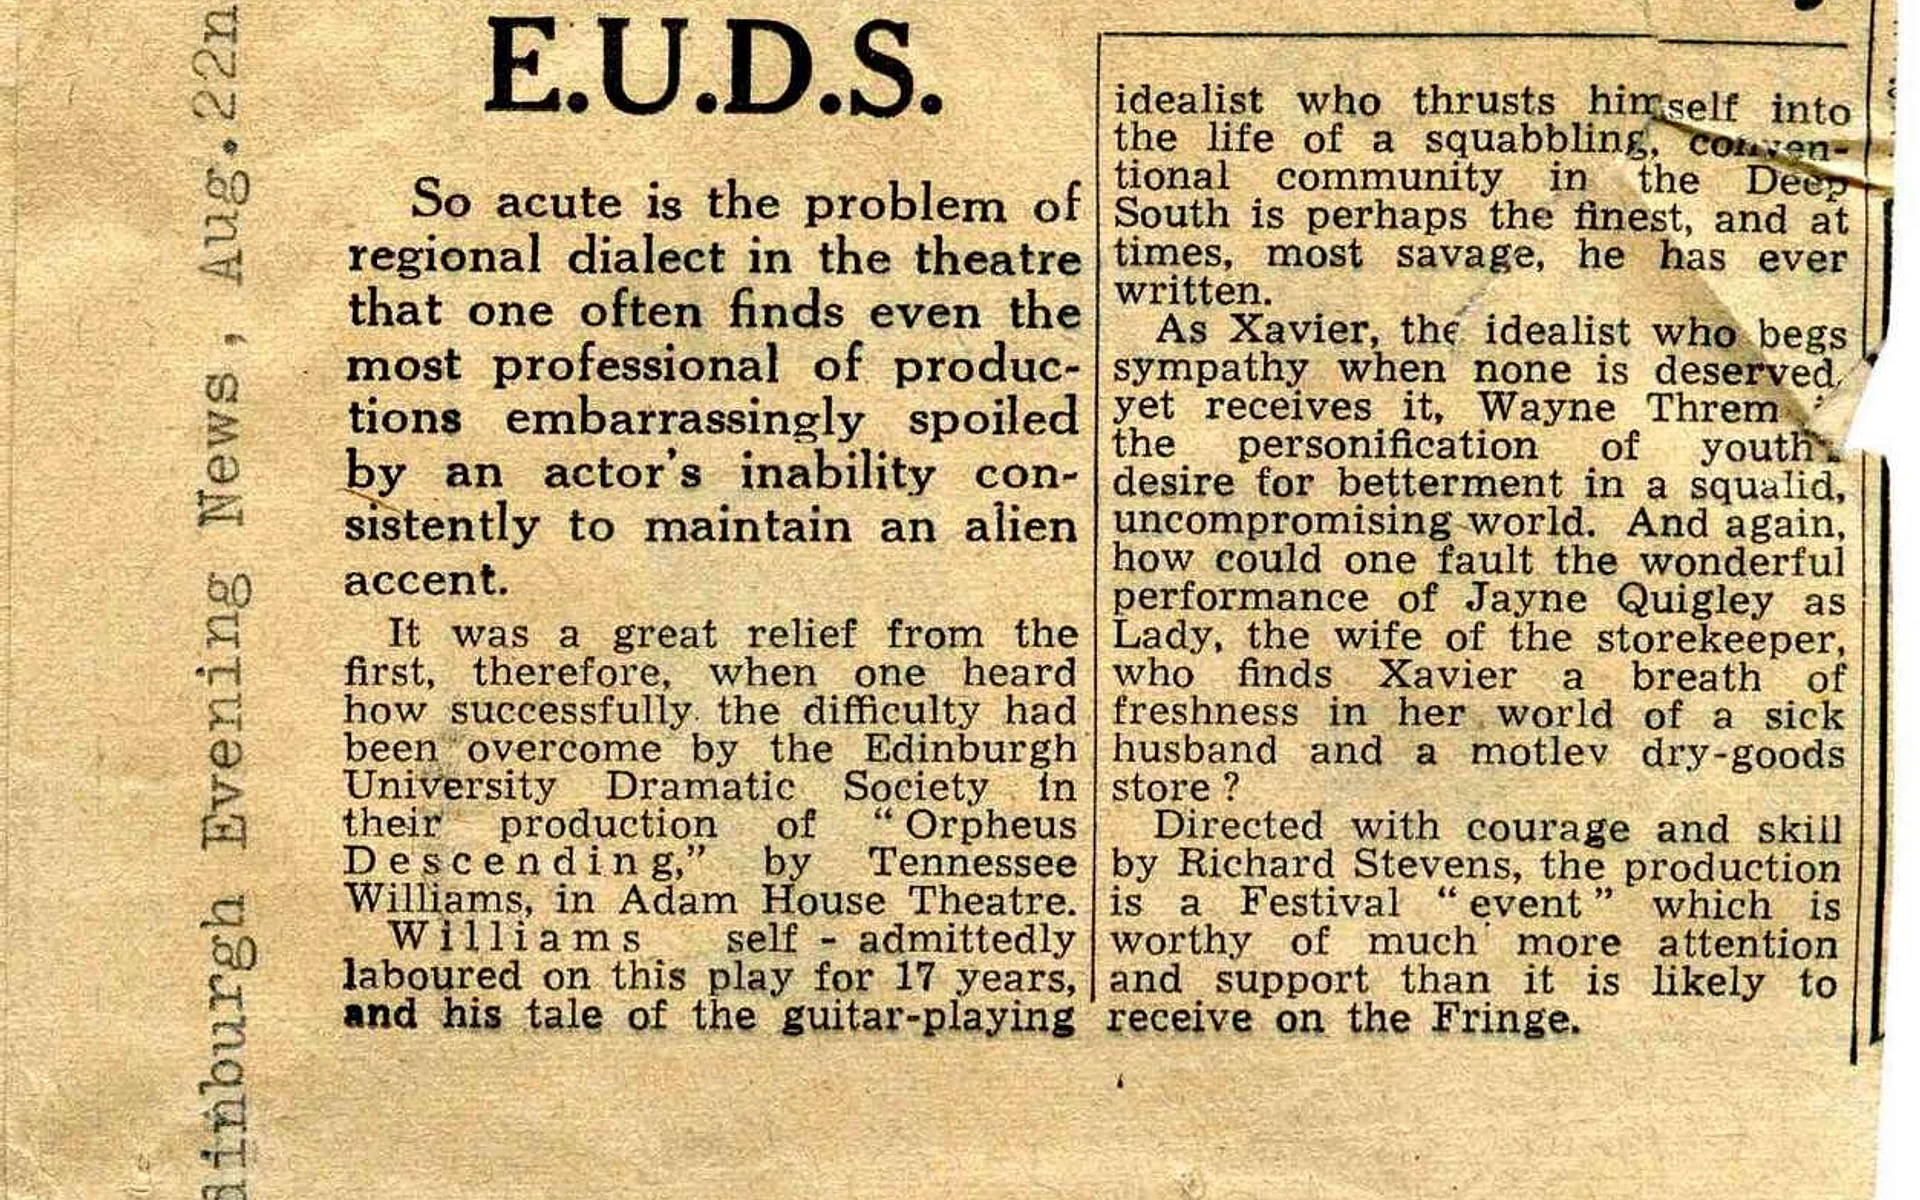 E.U.D.S.
So acute is the problem of
regional dialect in the theatre
that one often finds even the
most professional of produc-
tions embarrassingly spoiled
by an actor's inability con-
sistently to maintain an alien
accent.
It was a great relief from the
first, therefore, when one heard
how successfully the difficulty had
been overcome by the Edinburgh
University Dramatic Society in
their production of "Orpheus
Descending," by Tennessee
Williams, in Adam House Theatre.
Williams self-admittedly
laboured on this play for 17 years,
and his tale of the guitar-playing
idealist who thrusts himself into
the life of a squabbling, conven-
tional community in the Deep
South is perhaps the finest, and at
times, most savage, he has ever
written.
As Xavier, the idealist who begs
sympathy when none is deserved,
yet receives it, Wayne Threm
the personification of youth
desire for betterment in a squalid,
uncompromising world. And again,
how could one fault the wonderful
performance of Jayne Quigley as
Lady, the wife of the storekeeper,
who finds Xavier a breath of
freshness in her world of a sick
husband and a motley dry-goods
store?
Directed with courage and skill
by Richard Stevens, the production
is a Festival "event" which is
worthy of much more attention
and support than it is likely to
receive on the Fringe.
dinburgh Evening News, Aug.22n